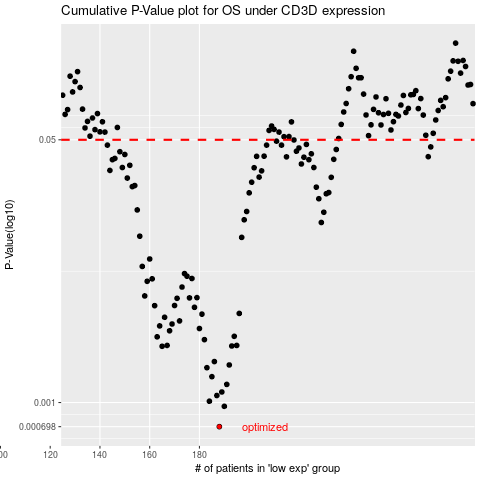 Cumulative P-Value plot for OS under CD3D expression
P-Value(log10)
0.05
0.001
0.000698
optimized
00 120 140 160 180
# of patients in 'low exp' group